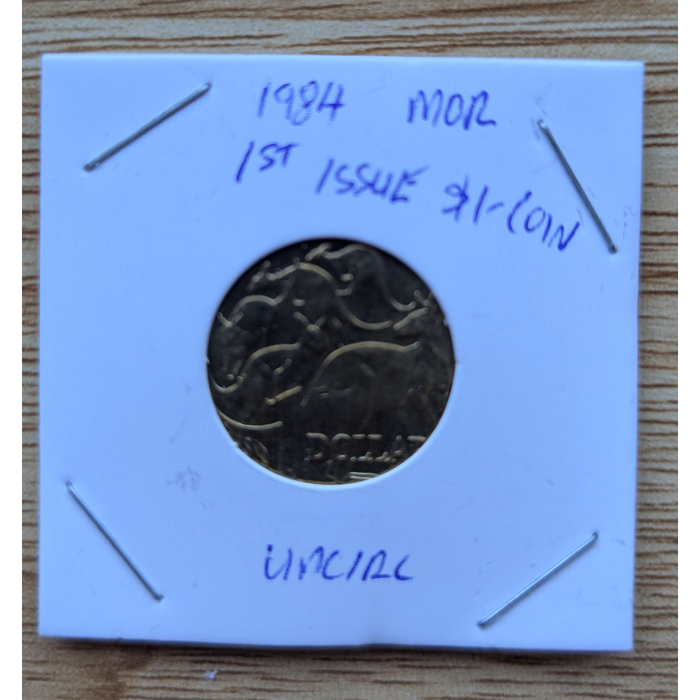 1984 MOR
1ST ISSUE $1-COIN
DOLLAR
UNCIRC